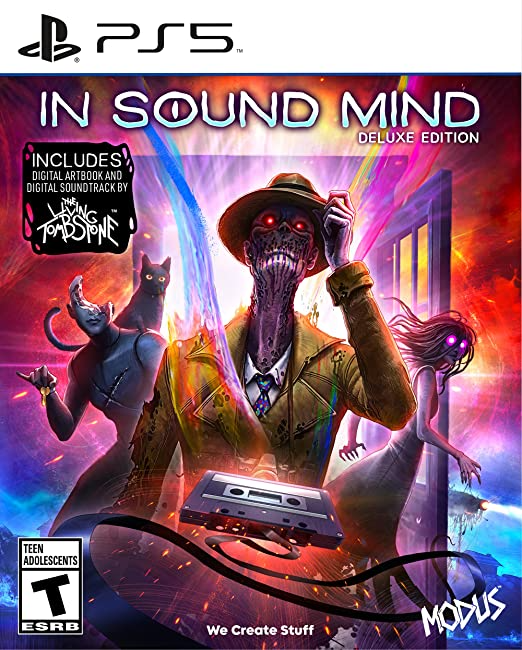 PS5
IN SOUND MIND
DELUXE EDITION
INCLUDES
DIGITAL ARTBOOK AND
DIGITAL SOUNDTRACK BY
THE
LIVING
TOMBSTONE™
TEEN
ADOLESCENTS
T
ESRB
We Create Stuff
MODUS